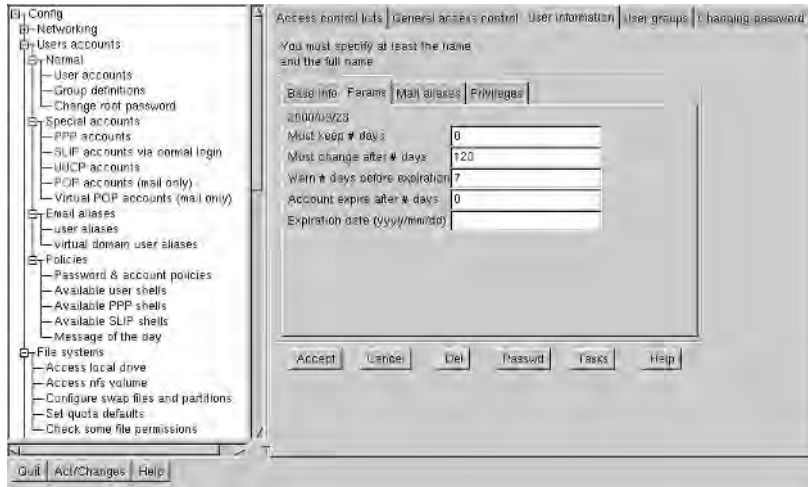 Config
Networking
Users accounts
Normal
User accounts
Group definitions
Change root password
Special accounts
PPP accounts
SLIP accounts via normal login
UUCP accounts
POP accounts (mail only)
Virtual POP accounts (mail only)
Email aliases
user aliases
virtual domain user aliases
Policies
Password & account policies
Available user shells
Available PPP shells
Available SLIP shells
Message of the day
File systems
Access local drive
Access nfs volume
Configure swap files and partitions
Set quota defaults
Check some file permissions
Quit Act/Changes Help
Access control lists General access control User information User groups Changing password
You must specify at least the name
and the full name
Base info Params Mail aliases Privileges
2000/03/23
Must keep # days 0
Must change after # days 120
Warn # days before expiration 7
Account expire after # days 0
Expiration date (yyyy/mm/dd)
Accept Cancel Del Passwd Tasks Help